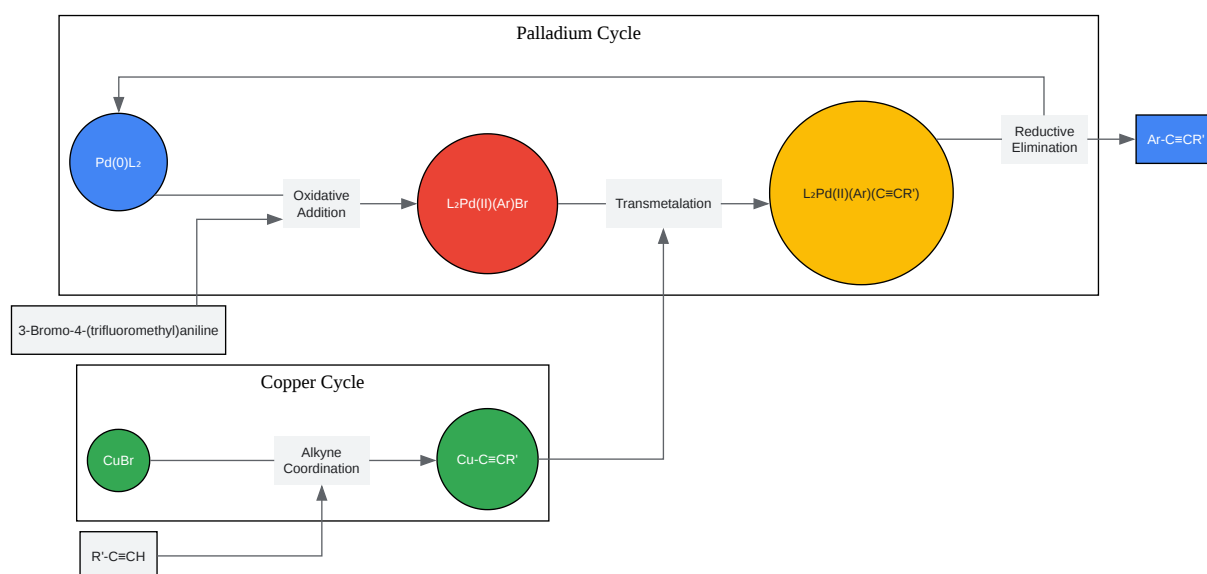 Palladium Cycle
Pd(0)L₂
Oxidative
Addition
L₂Pd(II)(Ar)Br
Transmetalation
L₂Pd(II)(Ar)(C≡CR')
Reductive
Elimination
Ar-C≡CR'
3-Bromo-4-(trifluoromethyl)aniline
Copper Cycle
CuBr
Alkyne
Coordination
Cu-C≡CR'
R'-C≡CH